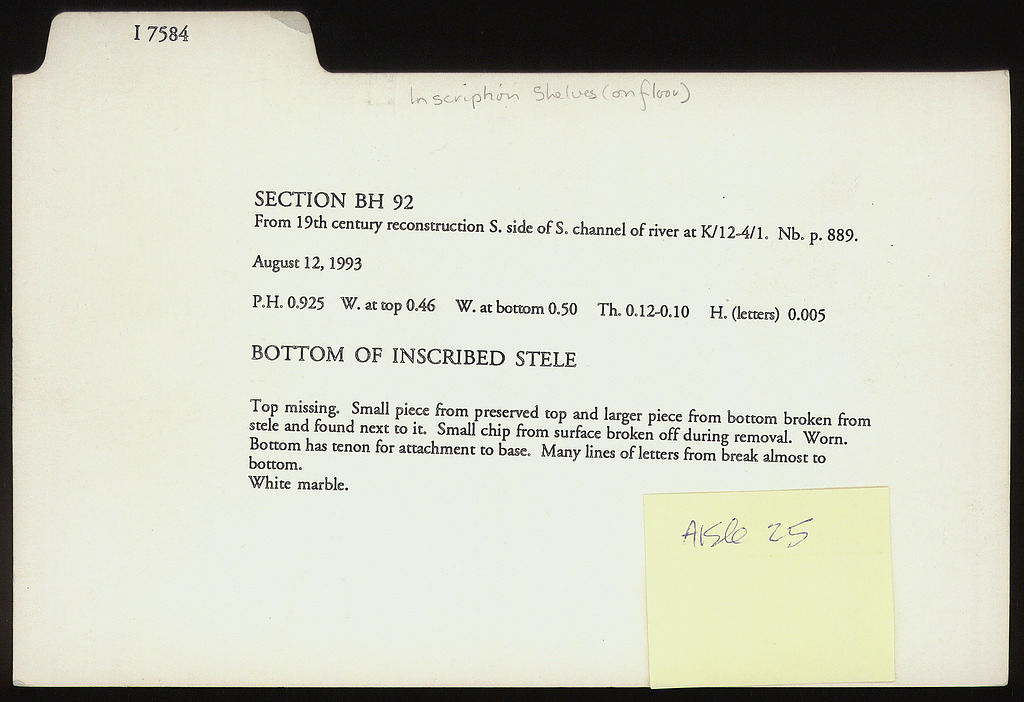 I 7584
Inscription Shelves (on floor)
SECTION BH 92
From 19th century reconstruction S. side of S. channel of river at K/12-4/1. Nb. p. 889.
August 12, 1993
P.H. 0.925 W. at top 0.46 W. at bottom 0.50 Th. 0.12-0.10 H. (letters) 0.005
BOTTOM OF INSCRIBED STELE
Top missing. Small piece from preserved top and larger piece from bottom broken from
stele and found next to it. Small chip from surface broken off during removal. Worn.
Bottom has tenon for attachment to base. Many lines of letters from break almost to
bottom.
White marble.
Aisle 25